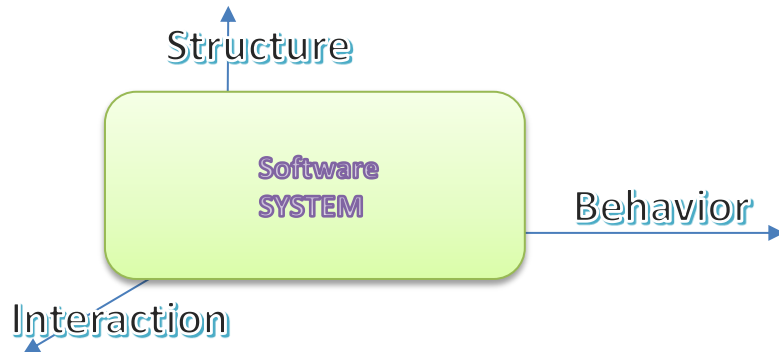 Structure
Software
SYSTEM
Behavior
Interaction